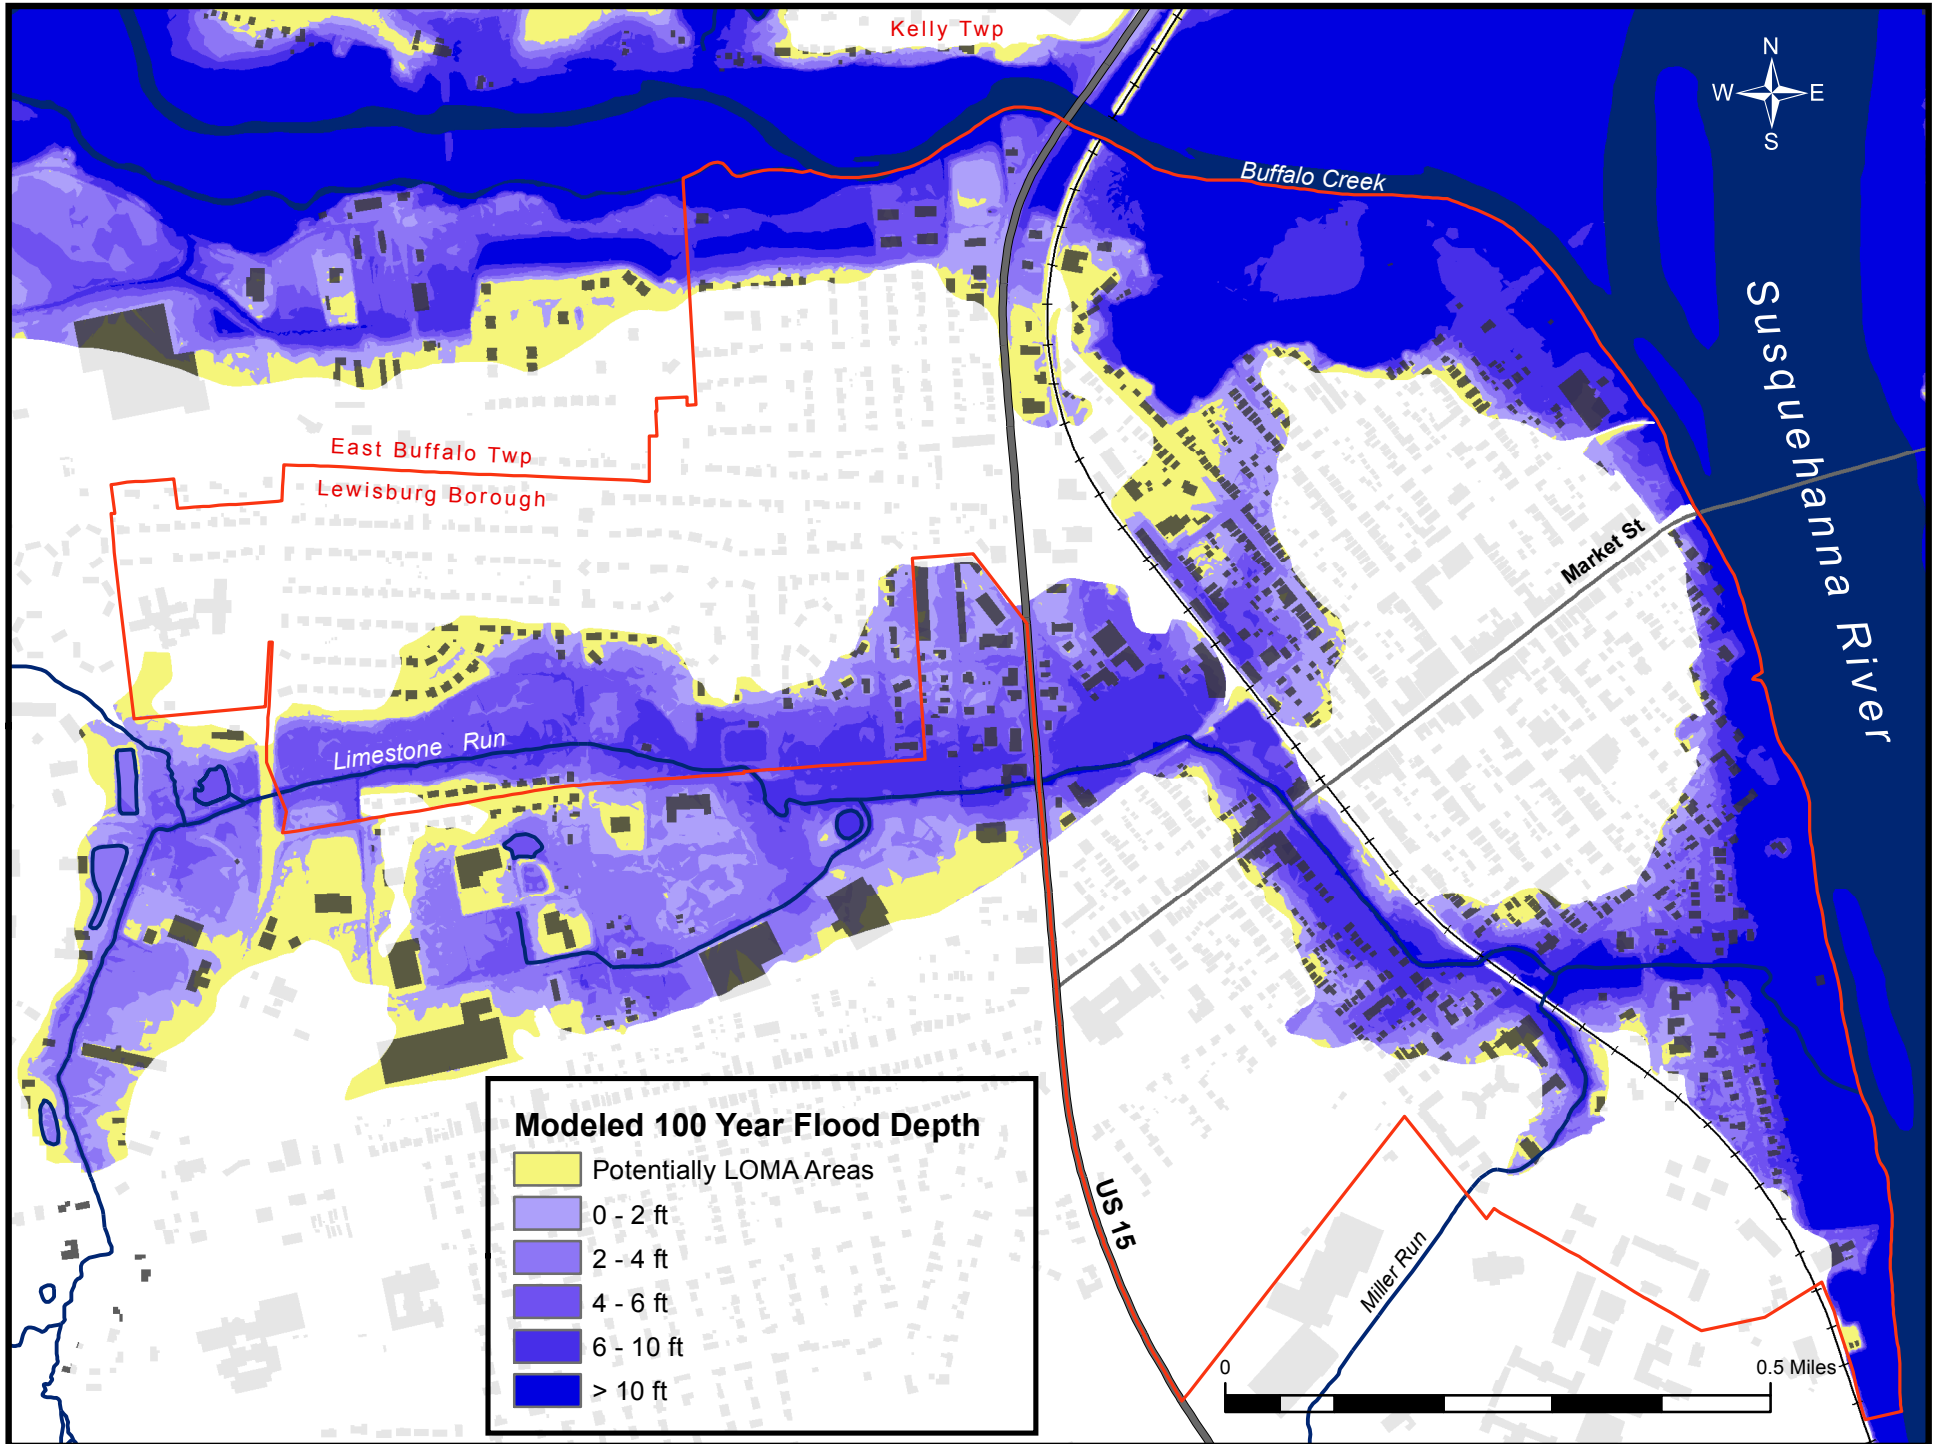 Kelly Twp
N
W E
S
Buffalo Creek
Susquehanna River
East Buffalo Twp
Lewisburg Borough
Market St
Limestone Run
Modeled 100 Year Flood Depth
Potentially LOMA Areas
0 - 2 ft
2 - 4 ft
4 - 6 ft
6 - 10 ft
> 10 ft
US 15
Miller Run
0 0.5 Miles